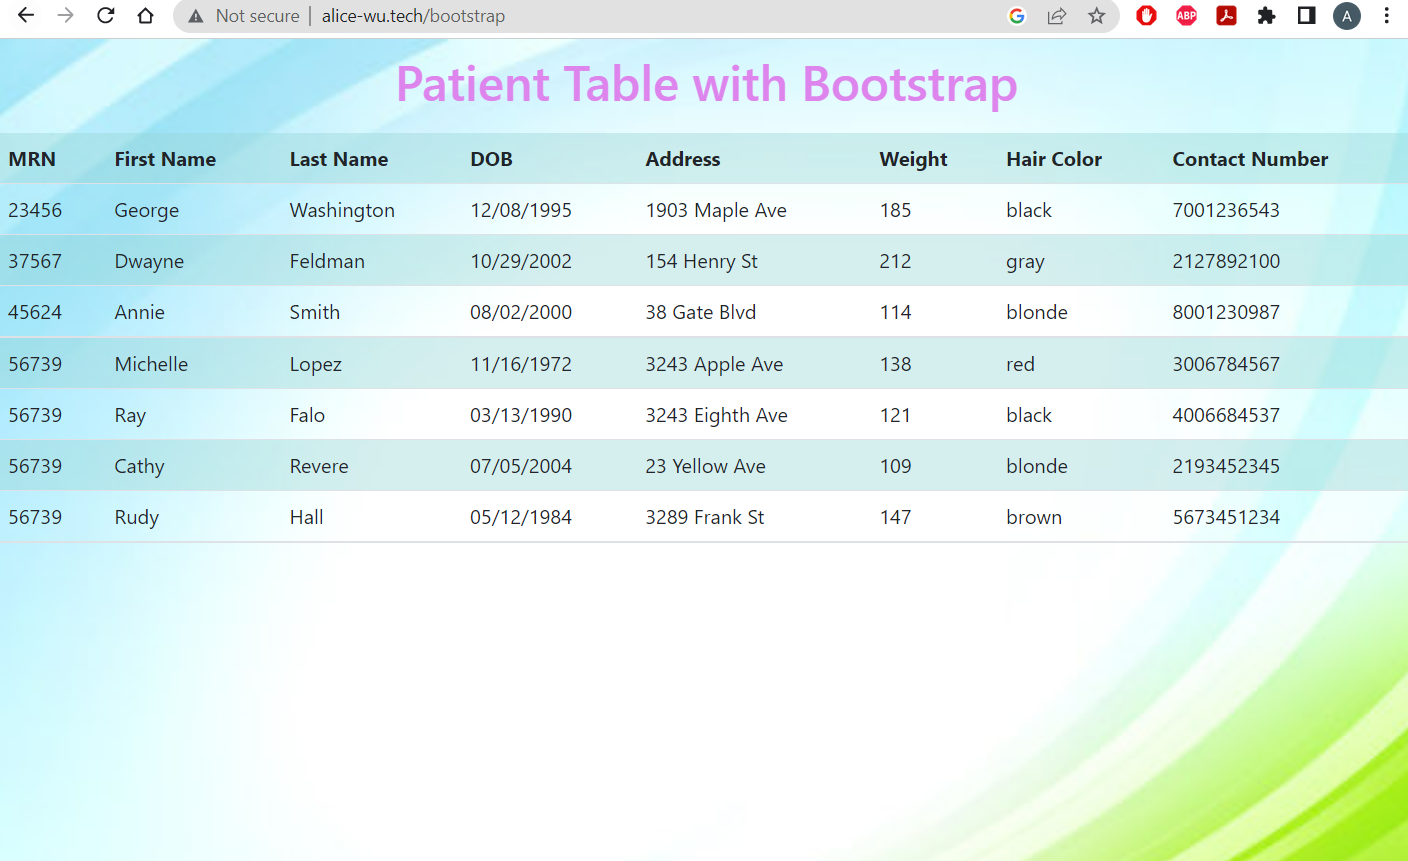 Not secure | alice-wu.tech/bootstrap
ABP
A
Patient Table with Bootstrap
MRN First Name Last Name DOB Address Weight Hair Color Contact Number
23456 George Washington 12/08/1995 1903 Maple Ave 185 black 7001236543
37567 Dwayne Feldman 10/29/2002 154 Henry St 212 gray 2127892100
45624 Annie Smith 08/02/2000 38 Gate Blvd 114 blonde 8001230987
56739 Michelle Lopez 11/16/1972 3243 Apple Ave 138 red 3006784567
56739 Ray Falo 03/13/1990 3243 Eighth Ave 121 black 4006684537
56739 Cathy Revere 07/05/2004 23 Yellow Ave 109 blonde 2193452345
56739 Rudy Hall 05/12/1984 3289 Frank St 147 brown 5673451234